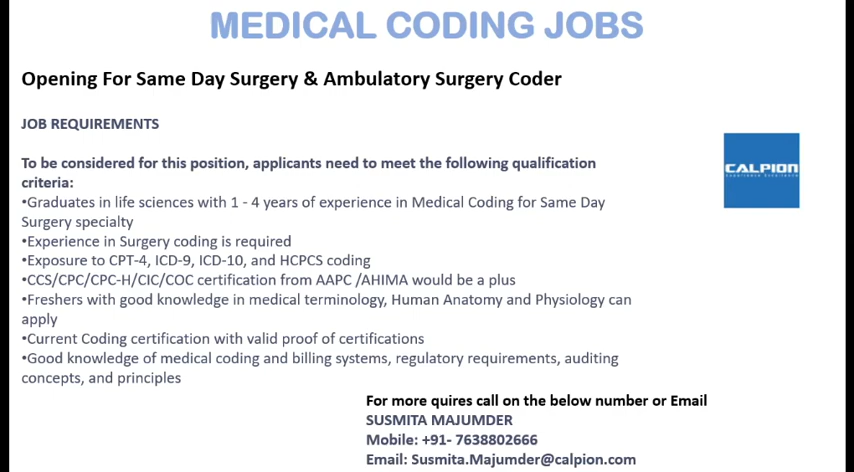 MEDICAL CODING JOBS
Opening For Same Day Surgery & Ambulatory Surgery Coder
JOB REQUIREMENTS
To be considered for this position, applicants need to meet the following qualification
criteria:
•Graduates in life sciences with 1 - 4 years of experience in Medical Coding for Same Day
Surgery specialty
•Experience in Surgery coding is required
•Exposure to CPT-4, ICD-9, ICD-10, and HCPCS coding
•CCS/CPC/CPC-H/CIC/COC certification from AAPC /AHIMA would be a plus
•Freshers with good knowledge in medical terminology, Human Anatomy and Physiology can
apply
•Current Coding certification with valid proof of certifications
•Good knowledge of medical coding and billing systems, regulatory requirements, auditing
concepts, and principles
CALPION
For more quires call on the below number or Email
SUSMITA MAJUMDER
Mobile: +91- 7638802666
Email: Susmita.Majumder@calpion.com